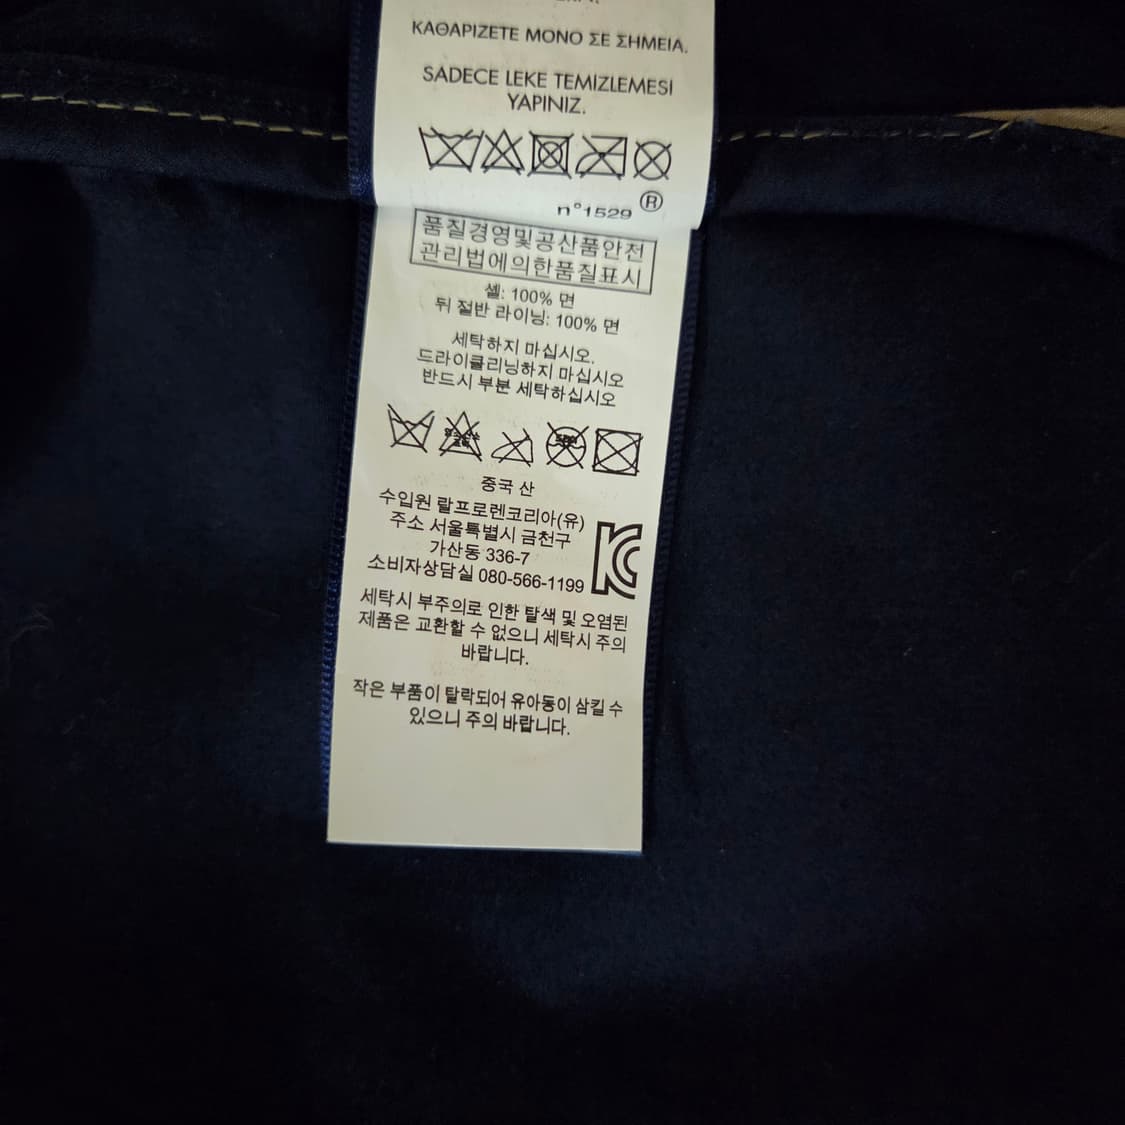 ΚΑΘΑΡΙΖΕΤΕ ΜΟΝΟ ΣΕ ΣΗΜΕΙΑ.
SADECE LEKE TEMİZLEMESİ
YAPINIZ.
®
n°1529
품질경영및공산품안전
관리법에의한품질표시
셸: 100% 면
뒤 절반 라이닝: 100% 면
세탁하지 마십시오.
드라이클리닝하지 마십시오
반드시 부분 세탁하십시오
중국 산
수입원 랄프로렌코리아(유)
주소 서울특별시 금천구
가산동 336-7
소비자상담실 080-566-1199
KC
세탁시 부주의로 인한 탈색 및 오염된
제품은 교환할 수 없으니 세탁시 주의
바랍니다.
작은 부품이 탈락되어 유아동이 삼킬 수
있으니 주의 바랍니다.